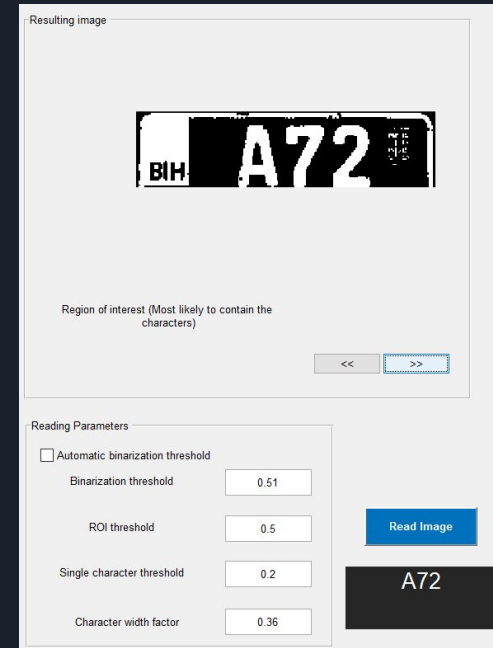 Resulting image
BIH A72
Region of interest (Most likely to contain the
characters)
<< >>
Reading Parameters
Automatic binarization threshold
Binarization threshold 0.51
ROI threshold 0.5
Read Image
Single character threshold 0.2
A72
Character width factor 0.36